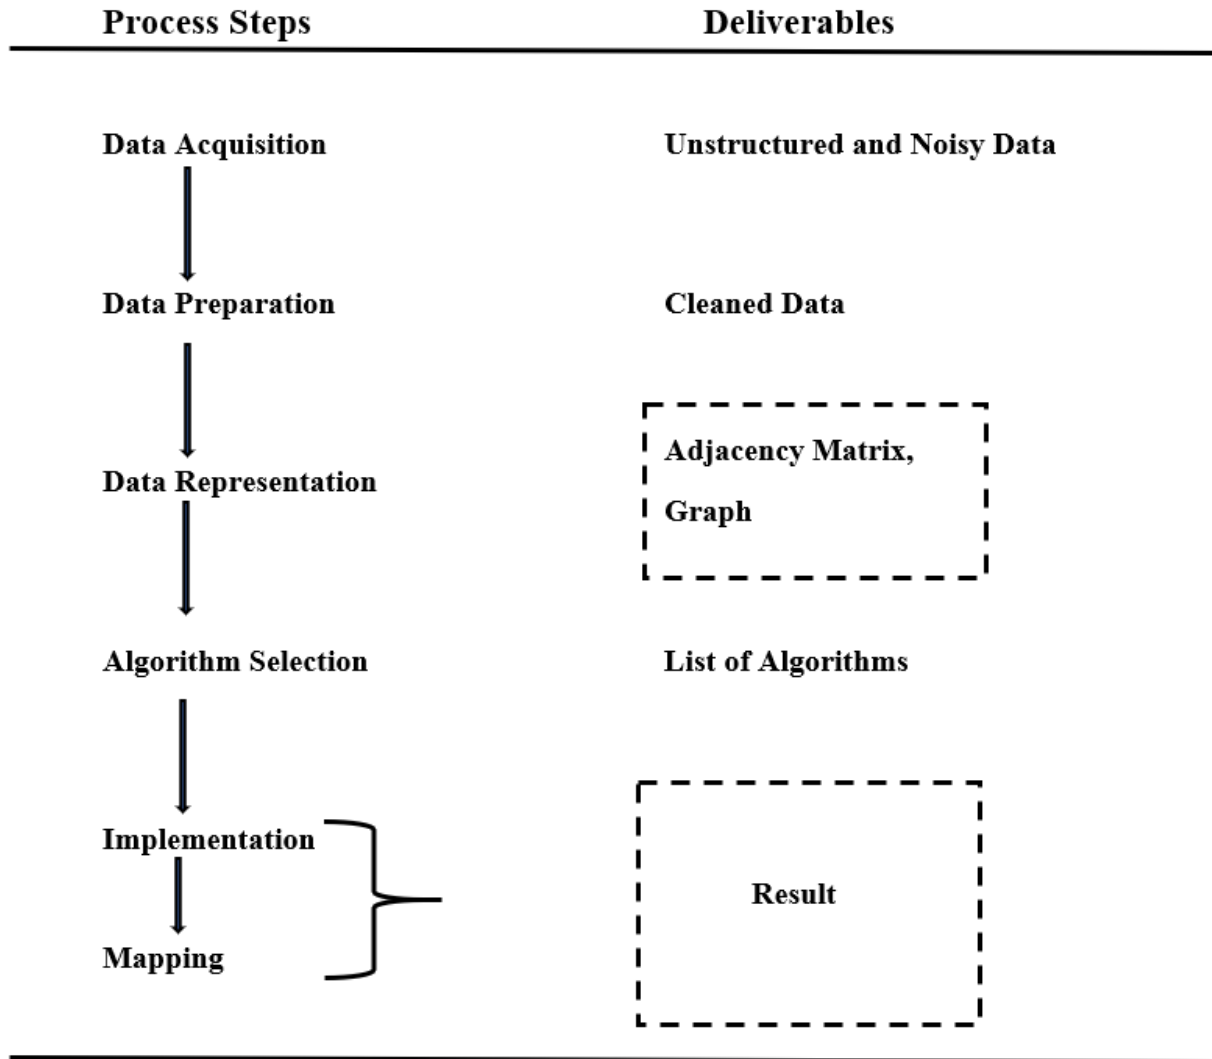 Process Steps
Deliverables
Data Acquisition
Unstructured and Noisy Data
Data Preparation
Cleaned Data
Data Representation
Adjacency Matrix,
Graph
Algorithm Selection
List of Algorithms
Implementation
Mapping
Result